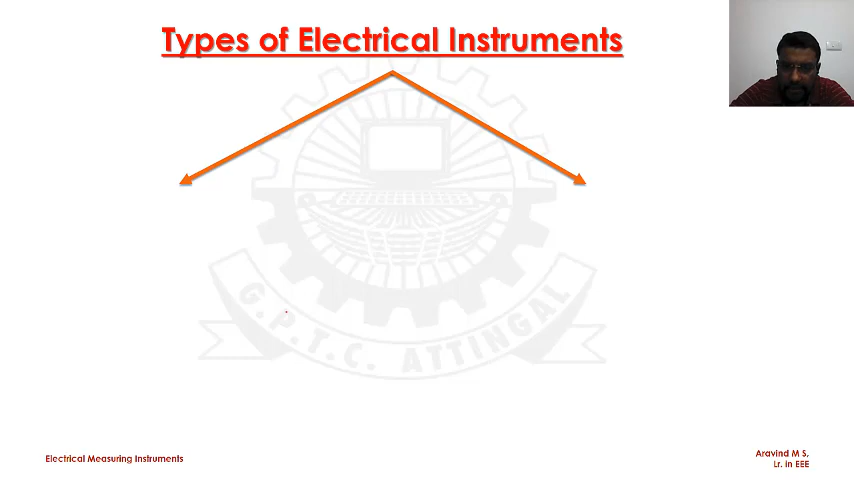 Types of Electrical Instruments
G.P.T.C. ATTINGAL
Electrical Measuring Instruments
Aravind M S,
Lr. in EEE